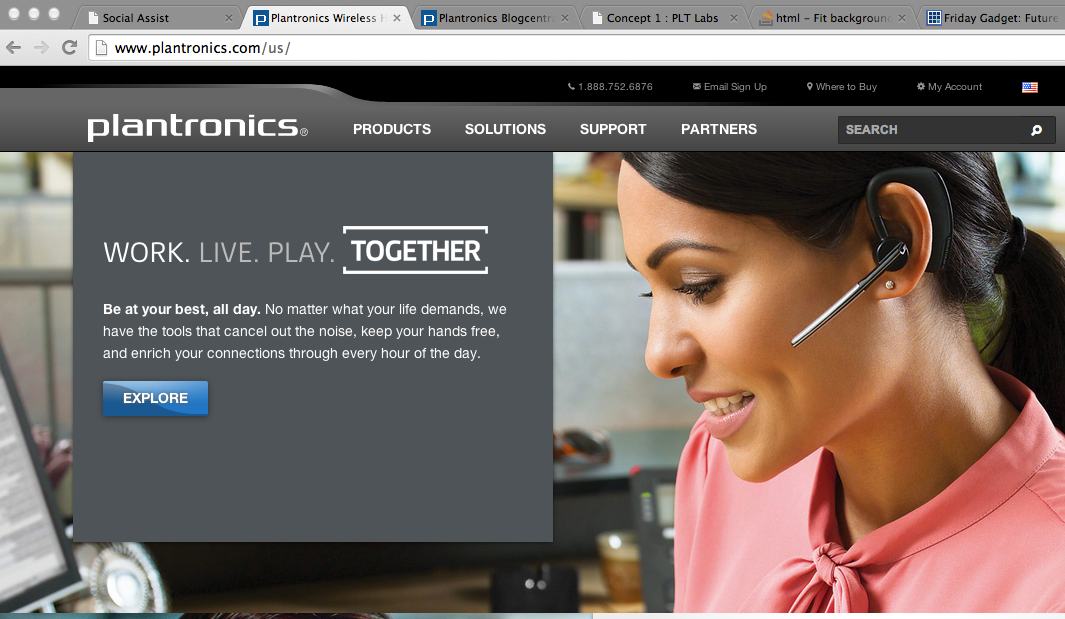 Social Assist
Plantronics Wireless H
Plantronics Blogcentra
Concept 1 : PLT Labs
html – Fit background
Friday Gadget: Future
www.plantronics.com/us/
1.888.752.6876
Email Sign Up
Where to Buy
My Account
plantronics®
PRODUCTS
SOLUTIONS
SUPPORT
PARTNERS
SEARCH
WORK. LIVE. PLAY. TOGETHER
Be at your best, all day. No matter what your life demands, we
have the tools that cancel out the noise, keep your hands free,
and enrich your connections through every hour of the day.
EXPLORE